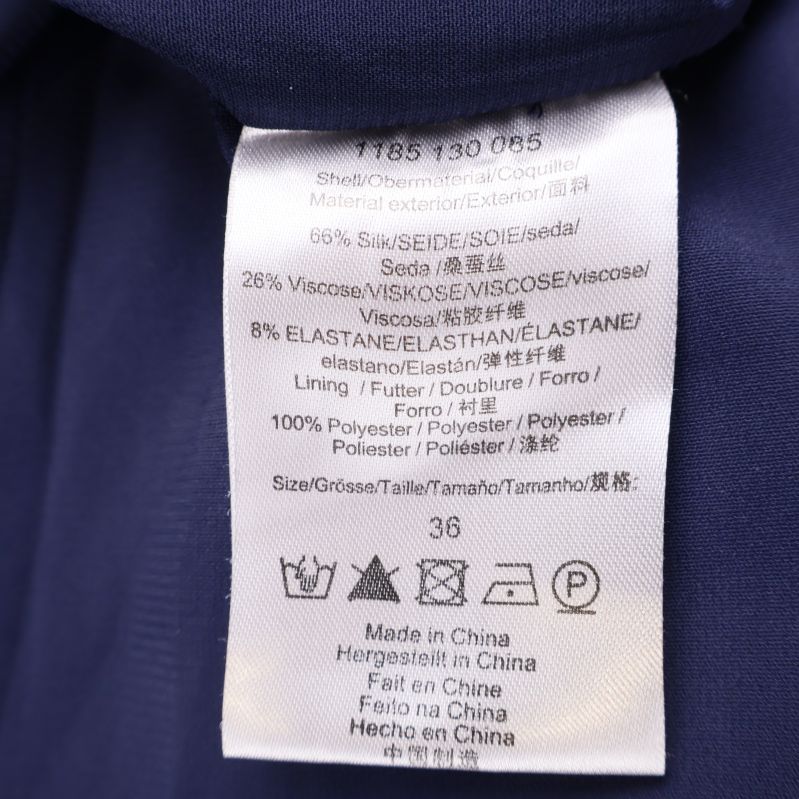 1185 130 085
Shell/Obermaterial/Coquille/
Material exterior/Exterior/面料
66% Silk/SEIDE/SOIE/seda/
Seda /桑蚕丝
26% Viscose/VISKOSE/VISCOSE/viscose/
Viscosa/粘胶纤维
8% ELASTANE/ELASTHAN/ÉLASTANE/
elastano/Elastán/弹性纤维
Lining / Futter / Doublure / Forro /
Forro / 衬里
100% Polyester / Polyester / Polyester /
Poliester / Poliéster / 涤纶
Size/Grösse/Taille/Tamaño/Tamanho/规格:
36
P
Made in China
Hergestellt in China
Fait en Chine
Feito na China
Hecho en China
中国制造